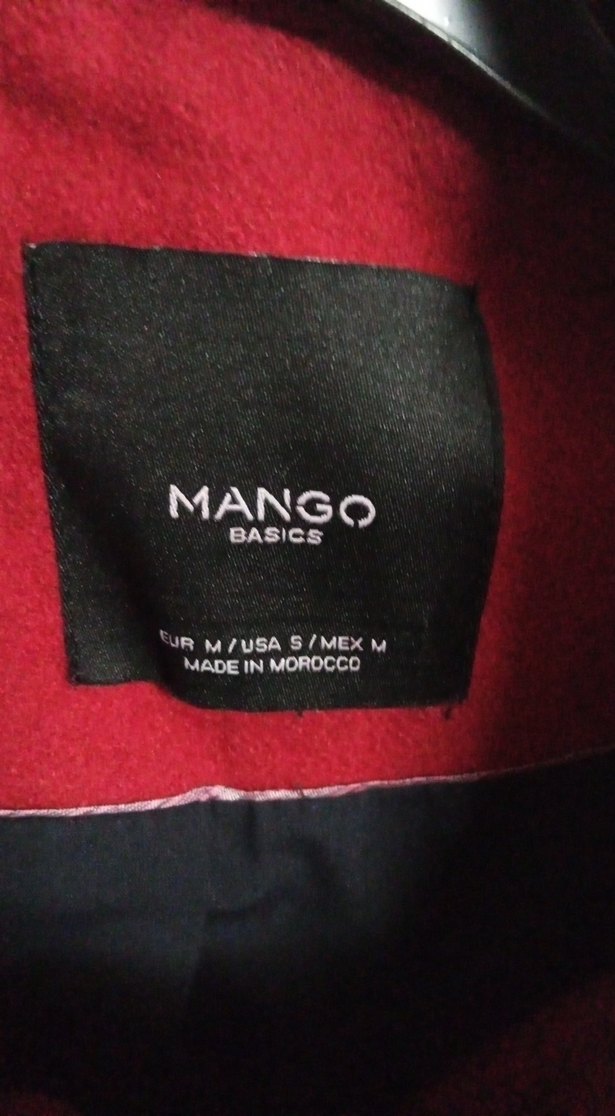 MANGO
BASICS
EUR M / USA S / MEX M
MADE IN MOROCCO